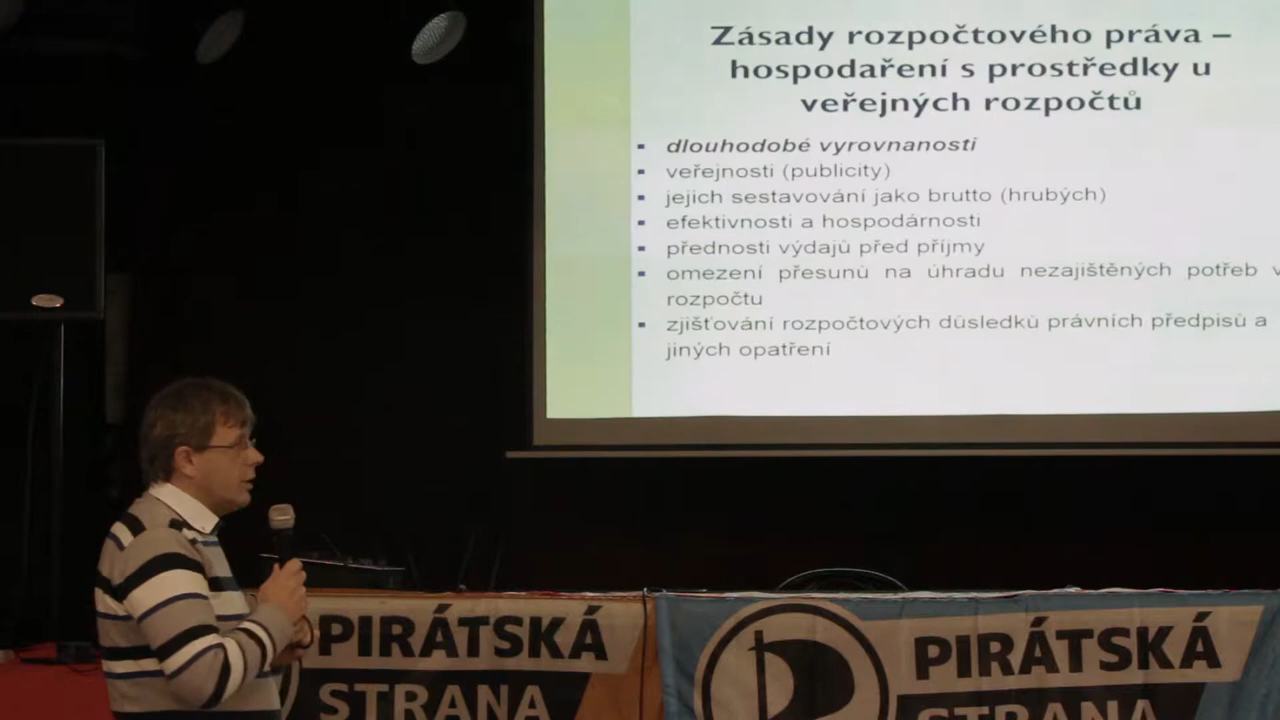 Zásady rozpočtového práva –
hospodaření s prostředky u
veřejných rozpočtů
dlouhodobé vyrovnanosti
veřejnosti (publicity)
jejich sestavování jako brutto (hrubých)
efektivnosti a hospodárnosti
přednosti výdajů před příjmy
omezení přesunů na úhradu nezajištěných potřeb v
rozpočtu
zjišťování rozpočtových důsledků právních předpisů a
jiných opatření
PIRÁTSKÁ
STRANA
PIRÁTSKÁ
STRANA